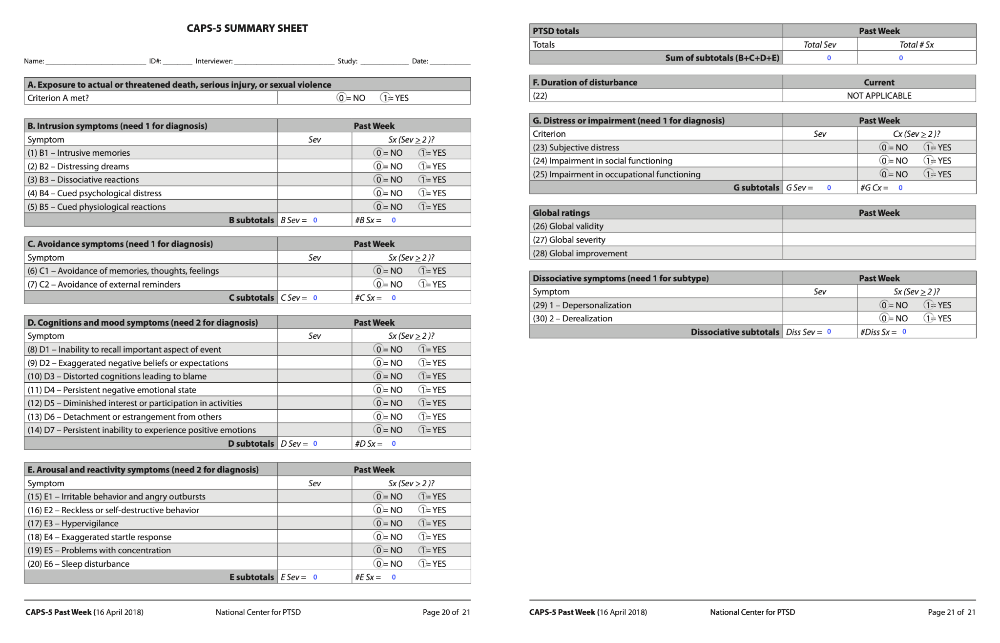 CAPS-5 SUMMARY SHEET
Name: ID#: Interviewer: Study: Date:
A. Exposure to actual or threatened death, serious injury, or sexual violence
Criterion A met? 0 = NO 1 = YES
B. Intrusion symptoms (need 1 for diagnosis) Past Week
Symptom Sev Sx (Sev ≥ 2 )?
(1) B1 – Intrusive memories 0 = NO 1 = YES
(2) B2 – Distressing dreams 0 = NO 1 = YES
(3) B3 – Dissociative reactions 0 = NO 1 = YES
(4) B4 – Cued psychological distress 0 = NO 1 = YES
(5) B5 – Cued physiological reactions 0 = NO 1 = YES
B subtotals B Sev = 0 #B Sx = 0
C. Avoidance symptoms (need 1 for diagnosis) Past Week
Symptom Sev Sx (Sev ≥ 2 )?
(6) C1 – Avoidance of memories, thoughts, feelings 0 = NO 1 = YES
(7) C2 – Avoidance of external reminders 0 = NO 1 = YES
C subtotals C Sev = 0 #C Sx = 0
D. Cognitions and mood symptoms (need 2 for diagnosis) Past Week
Symptom Sev Sx (Sev ≥ 2 )?
(8) D1 – Inability to recall important aspect of event 0 = NO 1 = YES
(9) D2 – Exaggerated negative beliefs or expectations 0 = NO 1 = YES
(10) D3 – Distorted cognitions leading to blame 0 = NO 1 = YES
(11) D4 – Persistent negative emotional state 0 = NO 1 = YES
(12) D5 – Diminished interest or participation in activities 0 = NO 1 = YES
(13) D6 – Detachment or estrangement from others 0 = NO 1 = YES
(14) D7 – Persistent inability to experience positive emotions 0 = NO 1 = YES
D subtotals D Sev = 0 #D Sx = 0
E. Arousal and reactivity symptoms (need 2 for diagnosis) Past Week
Symptom Sev Sx (Sev ≥ 2 )?
(15) E1 – Irritable behavior and angry outbursts 0 = NO 1 = YES
(16) E2 – Reckless or self-destructive behavior 0 = NO 1 = YES
(17) E3 – Hypervigilance 0 = NO 1 = YES
(18) E4 – Exaggerated startle response 0 = NO 1 = YES
(19) E5 – Problems with concentration 0 = NO 1 = YES
(20) E6 – Sleep disturbance 0 = NO 1 = YES
E subtotals E Sev = 0 #E Sx = 0
CAPS-5 Past Week (16 April 2018) National Center for PTSD Page 20 of 21
PTSD totals Past Week
Totals Total Sev Total # Sx
Sum of subtotals (B+C+D+E) 0 0
F. Duration of disturbance Current
(22) NOT APPLICABLE
G. Distress or impairment (need 1 for diagnosis) Past Week
Criterion Sev Cx (Sev ≥ 2 )?
(23) Subjective distress 0 = NO 1 = YES
(24) Impairment in social functioning 0 = NO 1 = YES
(25) Impairment in occupational functioning 0 = NO 1 = YES
G subtotals G Sev = 0 #G Cx = 0
Global ratings Past Week
(26) Global validity
(27) Global severity
(28) Global improvement
Dissociative symptoms (need 1 for subtype) Past Week
Symptom Sev Sx (Sev ≥ 2 )?
(29) 1 – Depersonalization 0 = NO 1 = YES
(30) 2 – Derealization 0 = NO 1 = YES
Dissociative subtotals Diss Sev = 0 #Diss Sx = 0
CAPS-5 Past Week (16 April 2018) National Center for PTSD Page 21 of 21